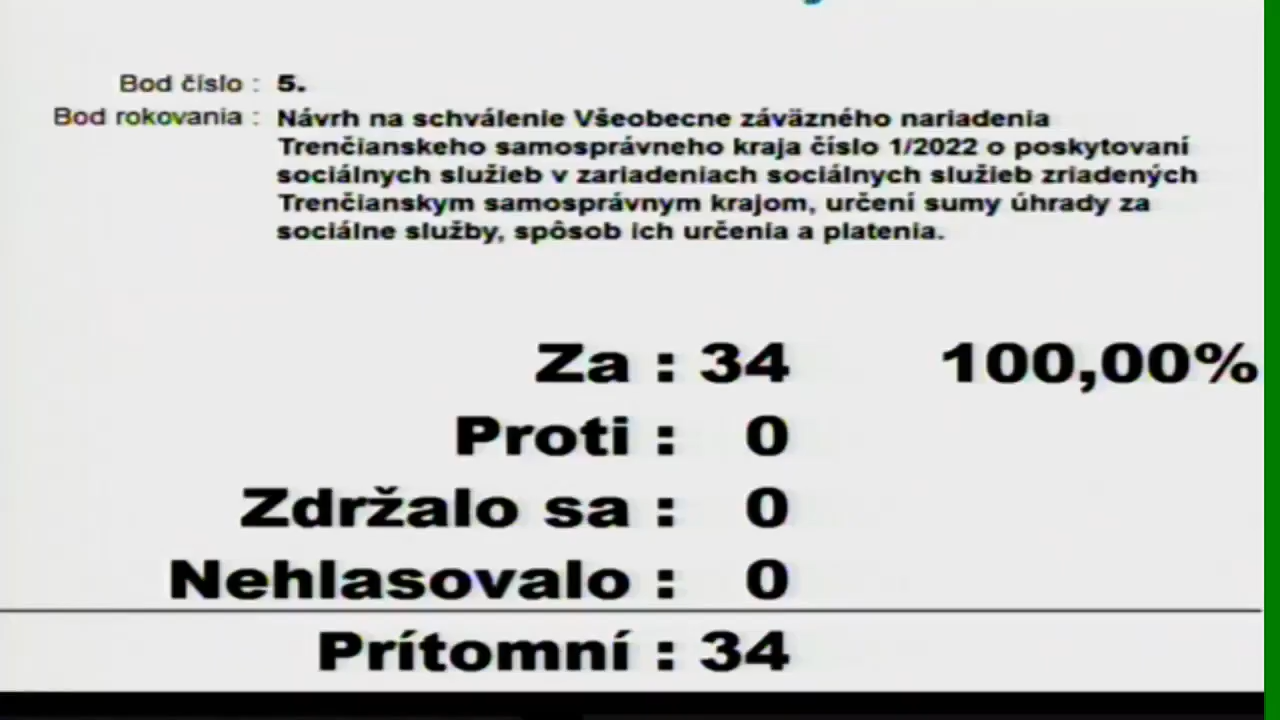 Bod číslo : 5.
Bod rokovania : Návrh na schválenie Všeobecne záväzného nariadenia
Trenčianskeho samosprávneho kraja číslo 1/2022 o poskytovaní
sociálnych služieb v zariadeniach sociálnych služieb zriadených
Trenčianskym samosprávnym krajom, určení sumy úhrady za
sociálne služby, spôsob ich určenia a platenia.
Za : 34 100,00%
Proti : 0
Zdržalo sa : 0
Nehlasovalo : 0
Prítomní : 34